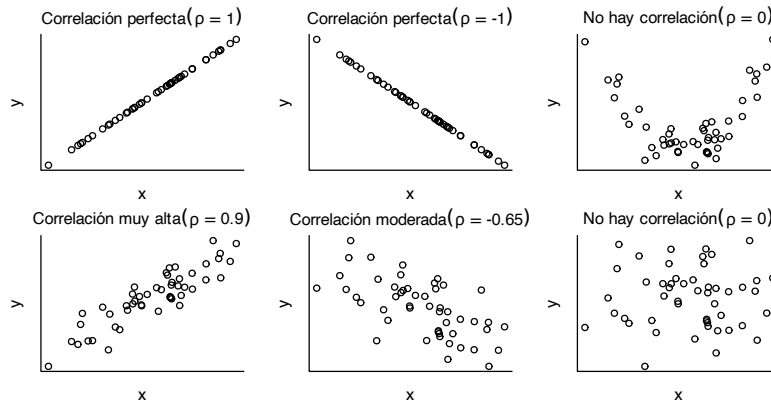 Correlación perfecta(ρ = 1)
Correlación perfecta(ρ = -1)
No hay correlación(ρ = 0)
y
y
y
x
x
x
Correlación muy alta(ρ = 0.9)
Correlación moderada(ρ = -0.65)
No hay correlación(ρ = 0)
y
y
y
x
x
x